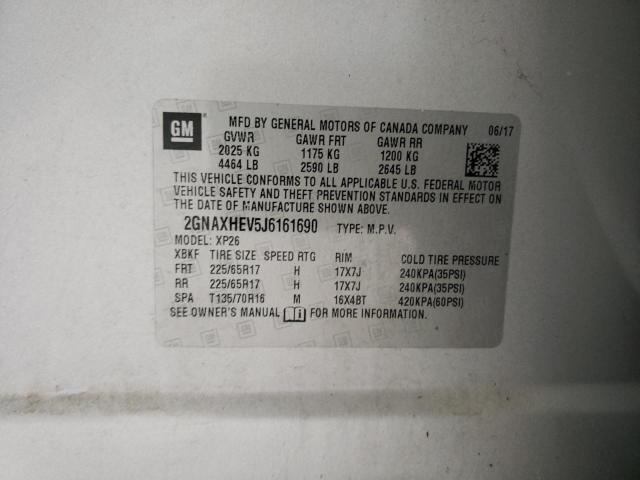 GM
MFD BY GENERAL MOTORS OF CANADA COMPANY 06/17
GVWR GAWR FRT GAWR RR
2025 KG 1175 KG 1200 KG
4464 LB 2590 LB 2645 LB
THIS VEHICLE CONFORMS TO ALL APPLICABLE U.S. FEDERAL MOTOR
VEHICLE SAFETY AND THEFT PREVENTION STANDARDS IN EFFECT ON
THE DATE OF MANUFACTURE SHOWN ABOVE.
2GNAXHEV5J6161690 TYPE: M.P.V.
MODEL: XP26
XBKF TIRE SIZE SPEED RTG RIM COLD TIRE PRESSURE
FRT 225/65R17 H 17X7J 240KPA(35PSI)
RR 225/65R17 H 17X7J 240KPA(35PSI)
SPA T135/70R16 M 16X4BT 420KPA(60PSI)
SEE OWNER'S MANUAL FOR MORE INFORMATION.